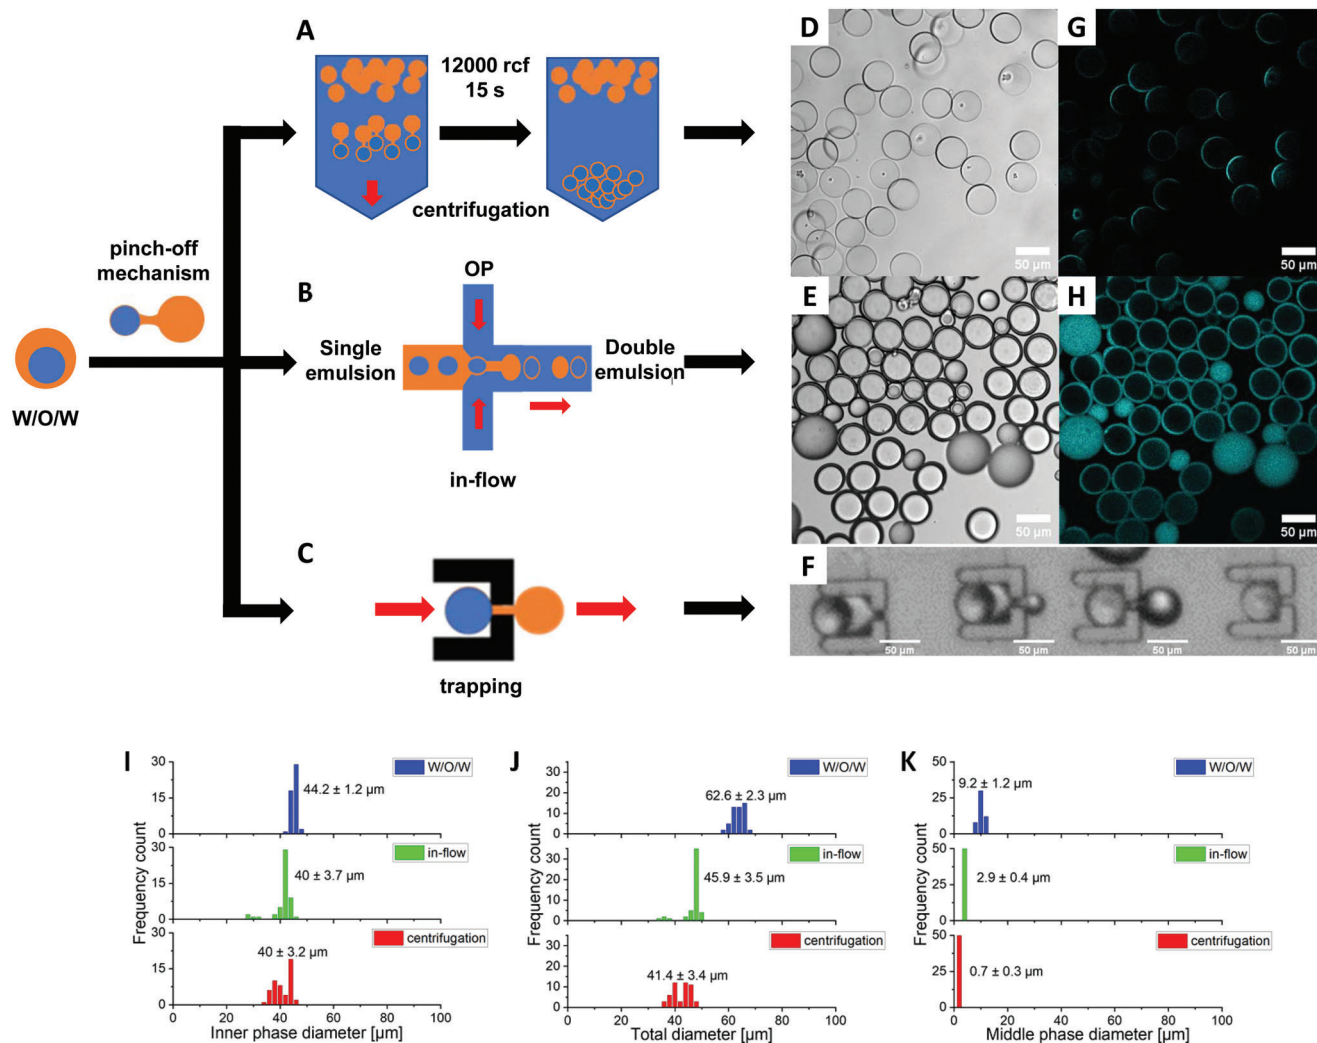 A
12000 rcf
15 s
centrifugation
pinch-off
mechanism
W/O/W
B
OP
Single
emulsion
Double
emulsion
in-flow
C
trapping
D
50 µm
G
50 µm
E
50 µm
H
50 µm
F
50 µm
50 µm
50 µm
50 µm
I
Frequency count
30
15
0
W/O/W
44.2 ± 1.2 µm
30
15
0
in-flow
40 ± 3.7 µm
30
15
0
centrifugation
40 ± 3.2 µm
0 20 40 60 80 100
Inner phase diameter [µm]
J
Frequency count
30
15
0
W/O/W
62.6 ± 2.3 µm
30
15
0
in-flow
45.9 ± 3.5 µm
30
15
0
centrifugation
41.4 ± 3.4 µm
0 20 40 60 80 100
Total diameter [µm]
K
Frequency count
50
25
0
W/O/W
9.2 ± 1.2 µm
50
25
0
in-flow
2.9 ± 0.4 µm
50
25
0
centrifugation
0.7 ± 0.3 µm
0 20 40 60 80 100
Middle phase diameter [µm]